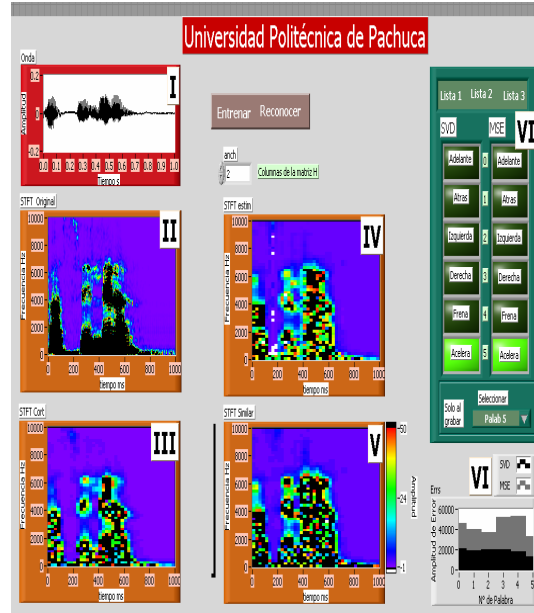 Universidad Politécnica de Pachuca
Onda
I
Amplitud
0.2
0
-0.2
0.0 0.1 0.2 0.3 0.4 0.5 0.6 0.7 0.8 0.9 1.0
Tiempo s
Entrenar Reconocer
anch
2
Columnas de la matriz H
STFT Original
II
Frecuencia Hz
10000
8000
6000
4000
2000
0
0 200 400 600 800 1000
tiempo ms
STFT estim
IV
Frecuencia Hz
10000
8000
6000
4000
2000
0
0 200 400 600 800 1000
tiempo ms
STFT Cort
III
Frecuencia Hz
10000
8000
6000
4000
2000
0
0 200 400 600 800 1000
tiempo ms
STFT Similar
V
Frecuencia Hz
10000
8000
6000
4000
2000
0
0 200 400 600 800 1000
tiempo ms
50
24
1
Amplitud
Lista 1 Lista 2 Lista 3
SVD MSE VI
Adelante 0 Adelante
Atras 1 Atras
Izquierda 2 Izquierda
Derecha 3 Derecha
Frena 4 Frena
Acelera 5 Acelera
Solo al
grabar
Seleccionar
Palab 5
VI
SVD
MSE
Errs
Amplitud de Error
60000
40000
20000
0
0 1 2 3 4 5
N° de Palabra